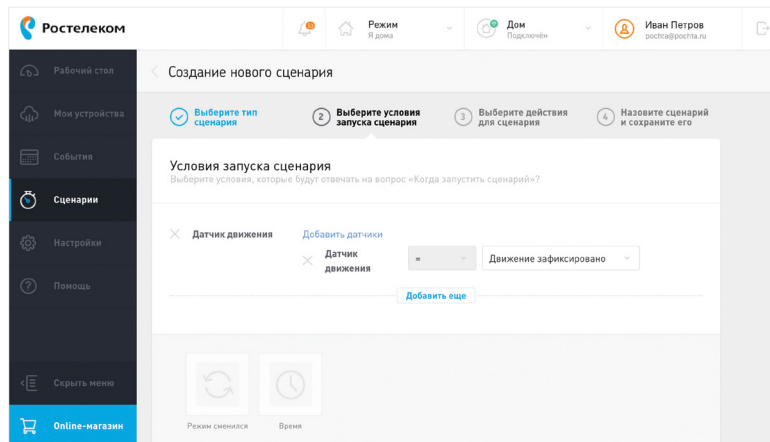 Ростелеком
Режим
Я дома
Дом
Подключён
Иван Петров
pochca@pochta.ru
Рабочий стол
Мои устройства
События
Сценарии
Настройки
Помощь
Скрыть меню
Online-магазин
Создание нового сценария
Выберите тип
сценария
2
Выберите условия
запуска сценария
3
Выберите действия
для сценария
4
Назовите сценарий
и сохраните его
Условия запуска сценария
Выберите условия, которые будут отвечать на вопрос «Когда запустить сценарий»?
Датчик движения
Добавить датчики
Датчик
движения
=
Движение зафиксировано
Добавить еще
Режим сменился
Время